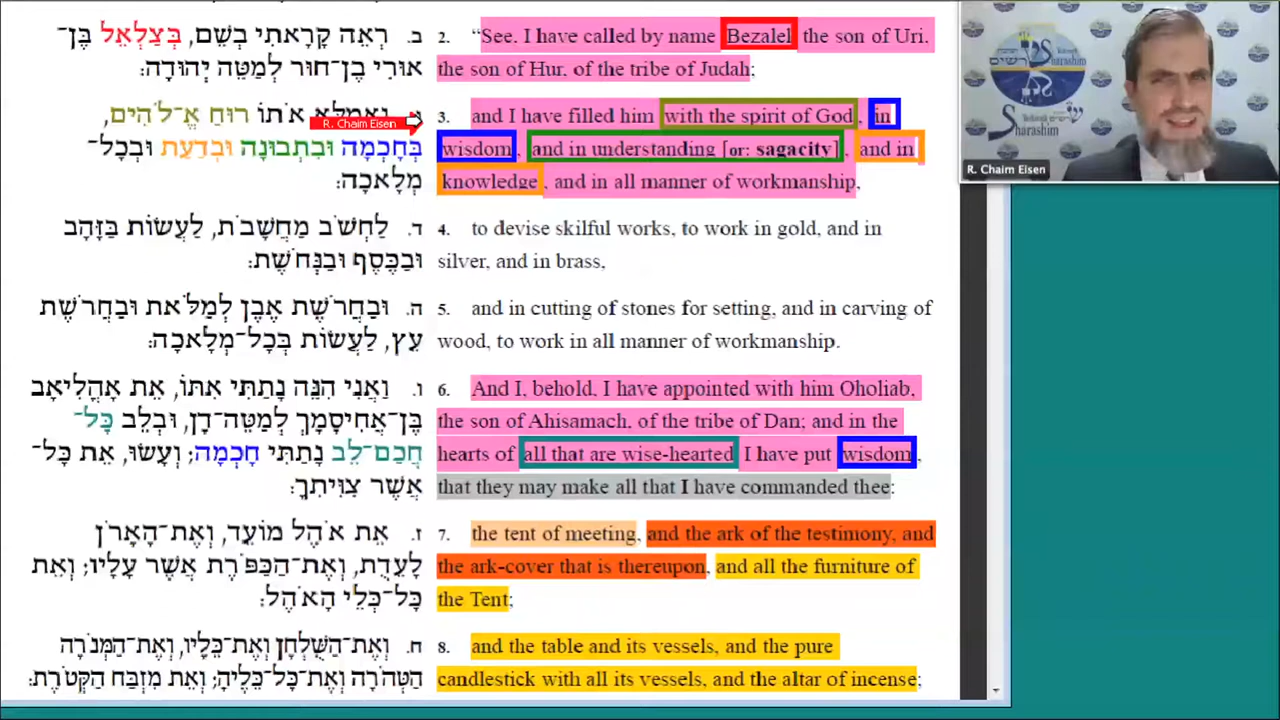 ב. רְאֵה קָרָאתִי בְשֵׁם, בְּצַלְאֵל בֶּן־
אוּרִי בֶן־חוּר לְמַטֵּה יְהוּדָה:
2. “See, I have called by name Bezalel the son of Uri,
the son of Hur, of the tribe of Judah;
אֹתוֹ רוּחַ אֱ־לֹהִים,
בְּחָכְמָה וּבִתְבוּנָה וּבְדַעַת וּבְכָל־
מְלָאכָה:
R. Chaim Eisen
3. and I have filled him with the spirit of God, in
wisdom, and in understanding [or: sagacity], and in
knowledge, and in all manner of workmanship,
ד. לַחְשֹׁב מַחֲשָׁבֹת, לַעֲשׂוֹת בַּזָּהָב
וּבַכֶּסֶף וּבַנְּחֹשֶׁת:
4. to devise skilful works, to work in gold, and in
silver, and in brass,
ה. וּבַחֲרֹשֶׁת אֶבֶן לְמַלֹּאת וּבַחֲרֹשֶׁת
עֵץ, לַעֲשׂוֹת בְּכָל־מְלָאכָה:
5. and in cutting of stones for setting, and in carving of
wood, to work in all manner of workmanship.
ו. וַאֲנִי הִנֵּה נָתַתִּי אִתּוֹ, אֵת אָהֳלִיאָב
בֶּן־אֲחִיסָמָךְ לְמַטֵּה־דָן, וּבְלֵב כָּל־
חֲכַם־לֵב נָתַתִּי חָכְמָה; וְעָשׂוּ, אֵת כָּל־
אֲשֶׁר צִוִּיתִךָ:
6. And I, behold, I have appointed with him Oholiab,
the son of Ahisamach, of the tribe of Dan; and in the
hearts of all that are wise-hearted I have put wisdom,
that they may make all that I have commanded thee:
ז. אֵת אֹהֶל מוֹעֵד, וְאֶת־הָאָרֹן
לָעֵדֻת, וְאֶת־הַכַּפֹּרֶת אֲשֶׁר עָלָיו; וְאֵת
כָּל־כְּלֵי הָאֹהֶל:
7. the tent of meeting, and the ark of the testimony, and
the ark-cover that is thereupon, and all the furniture of
the Tent;
ח. וְאֶת־הַשֻּׁלְחָן וְאֶת־כֵּלָיו, וְאֶת־הַמְּנֹרָה
הַטְּהֹרָה וְאֶת־כָּל־כֵּלֶיהָ; וְאֵת מִזְבַּח הַקְּטֹרֶת:
8. and the table and its vessels, and the pure
candlestick with all its vessels, and the altar of incense;
R. Chaim Eisen